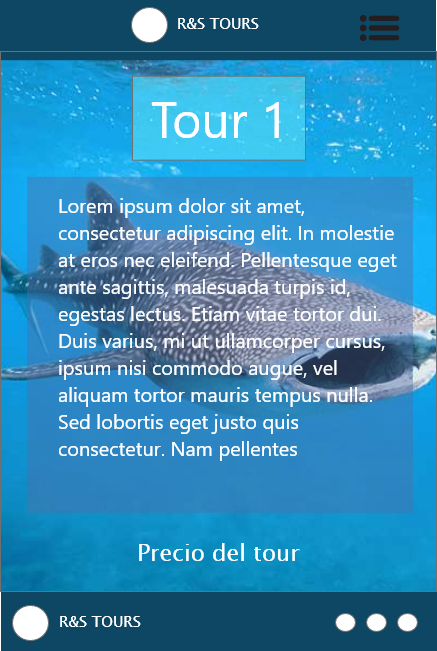 R&S TOURS
Tour 1
Lorem ipsum dolor sit amet,
consectetur adipiscing elit. In molestie
at eros nec eleifend. Pellentesque eget
ante sagittis, malesuada turpis id,
egestas lectus. Etiam vitae tortor dui.
Duis varius, mi ut ullamcorper cursus,
ipsum nisi commodo augue, vel
aliquam tortor mauris tempus nulla.
Sed lobortis eget justo quis
consectetur. Nam pellentes
Precio del tour
R&S TOURS